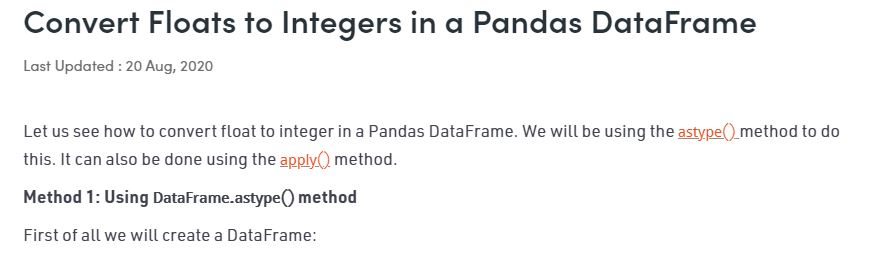 Convert Floats to Integers in a Pandas DataFrame
Last Updated : 20 Aug, 2020
Let us see how to convert float to integer in a Pandas DataFrame. We will be using the astype() method to do
this. It can also be done using the apply() method.
Method 1: Using DataFrame.astype() method
First of all we will create a DataFrame: